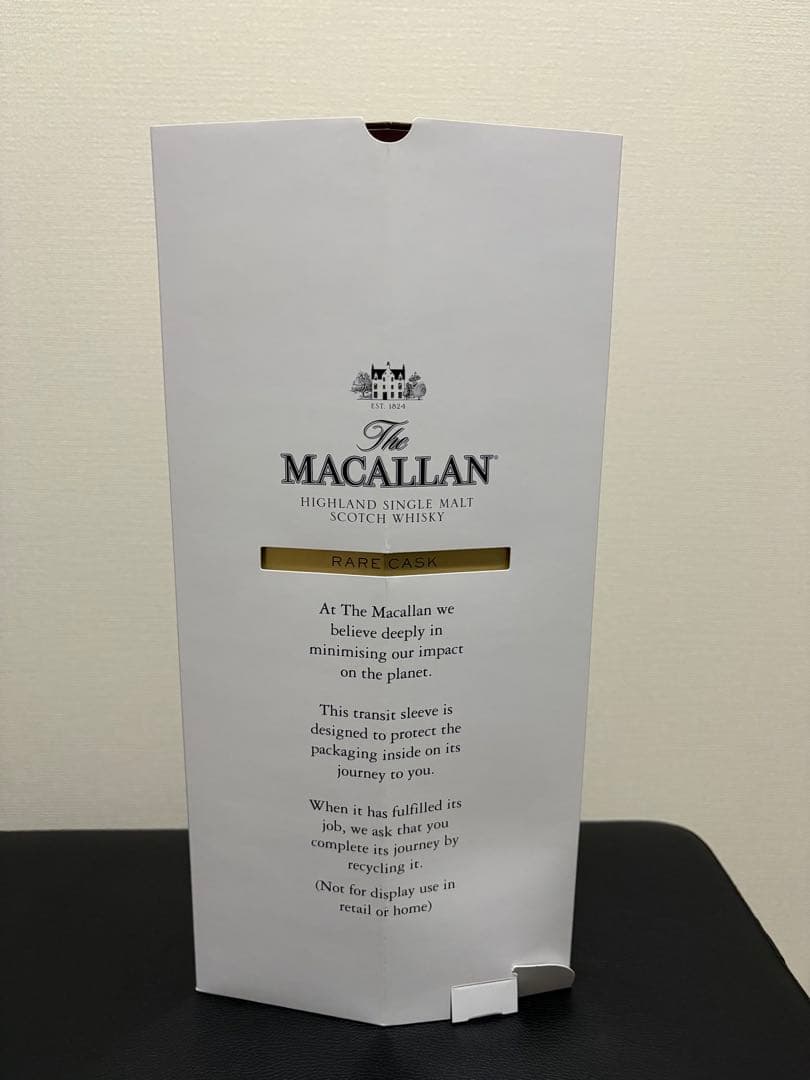 EST. 1824
The
MACALLAN®
HIGHLAND SINGLE MALT
SCOTCH WHISKY
RARE CASK
At The Macallan we
believe deeply in
minimising our impact
on the planet.
This transit sleeve is
designed to protect the
packaging inside on its
journey to you.
When it has fulfilled its
job, we ask that you
complete its journey by
recycling it.
(Not for display use in
retail or home)